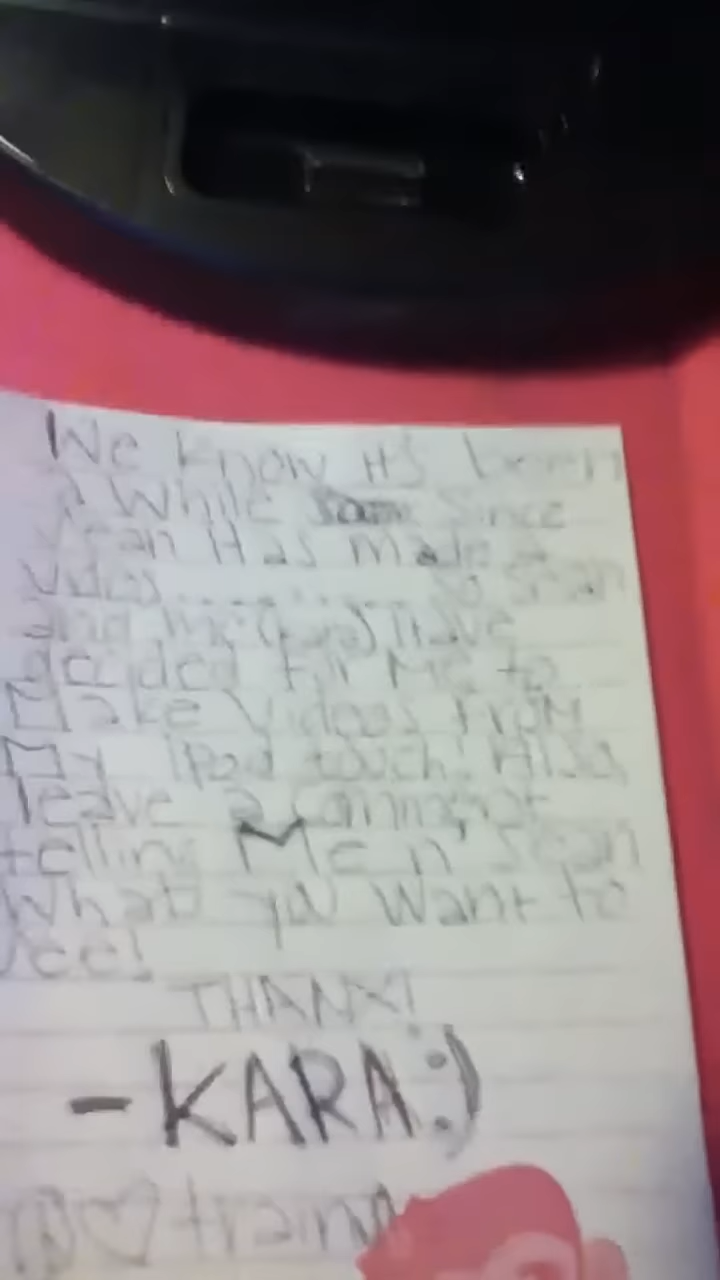 We know it's been
a while since
Sean Has made a
video........... so Sean
and me (Kara) have
decided for Me to
Make videos FROM
My iPod touch! Also,
leave a comment
telling Me n' Sean
What you want to
see!
THANX!
-KARA:)